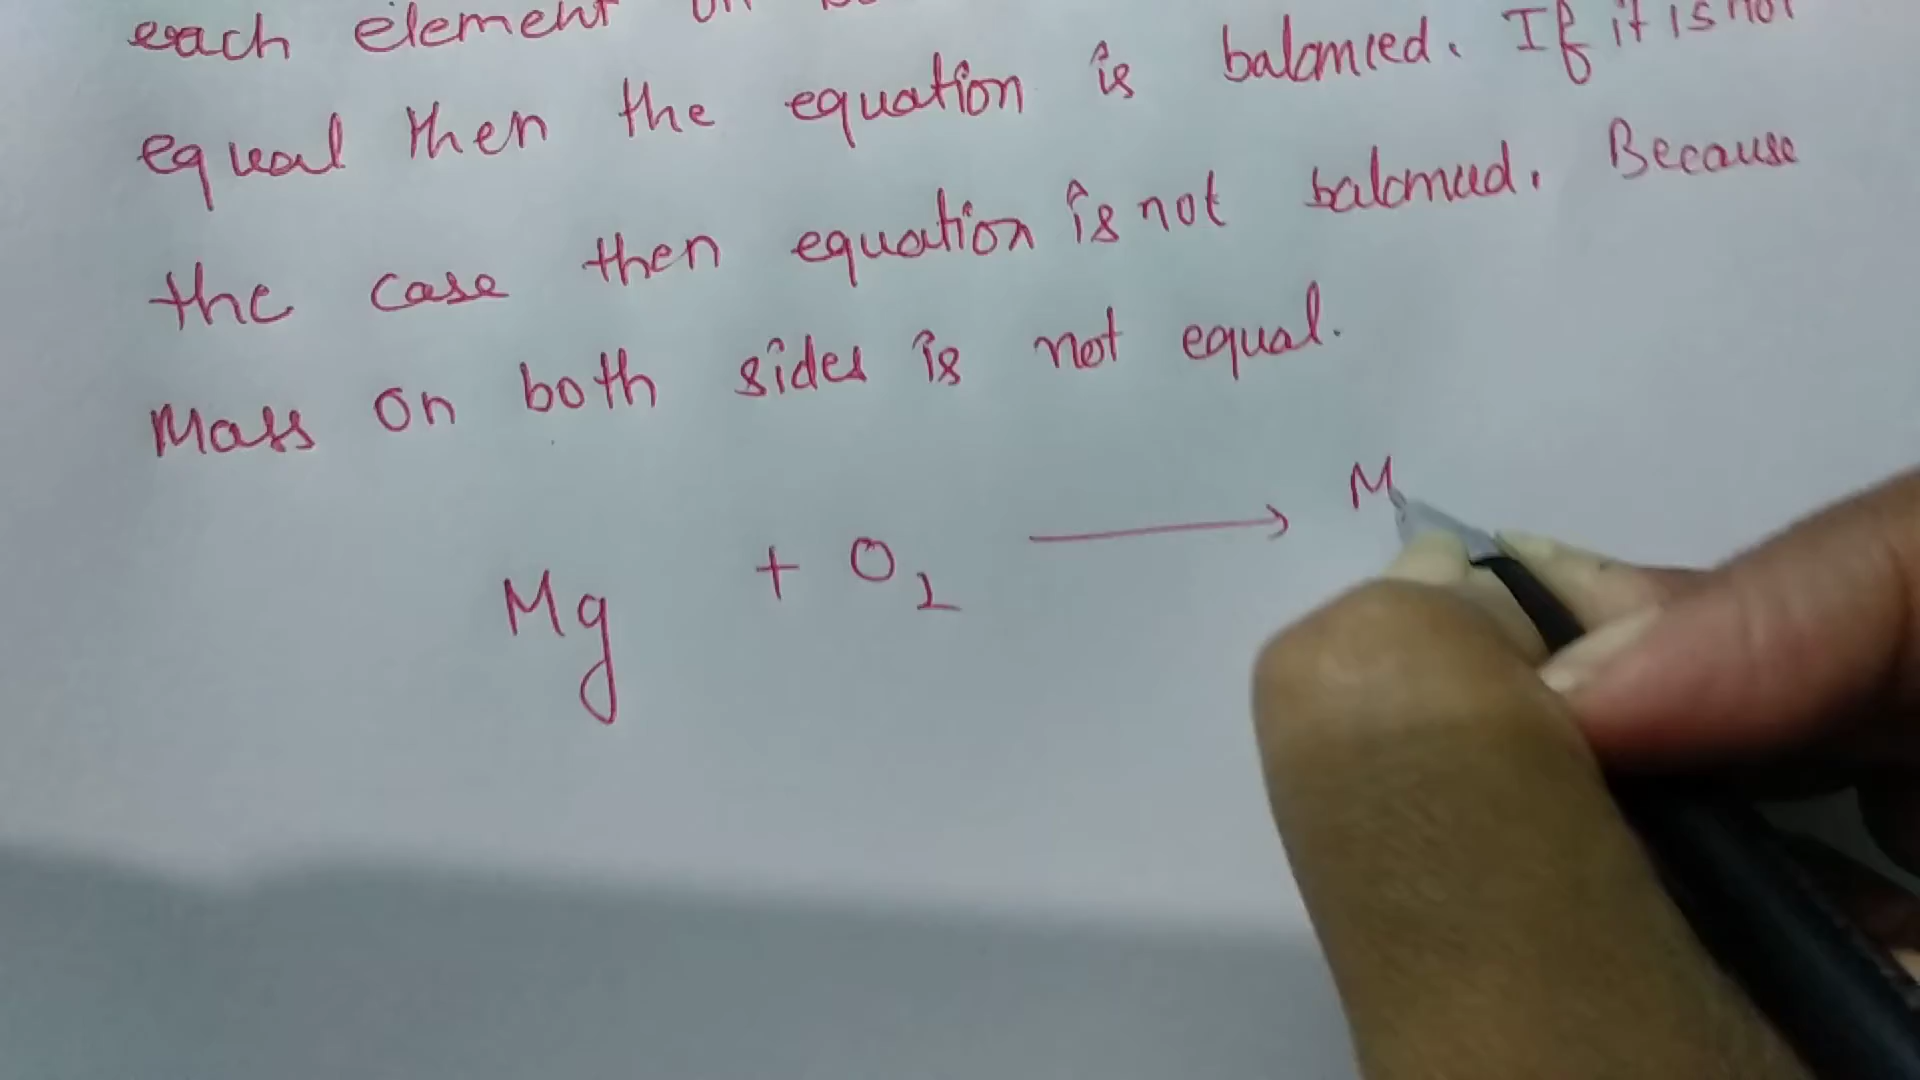 each element on
equal then the equation is balanced. If it is not
the case then equation is not balanced. Because
Mass on both sides is not equal.
Mg + O2 → M